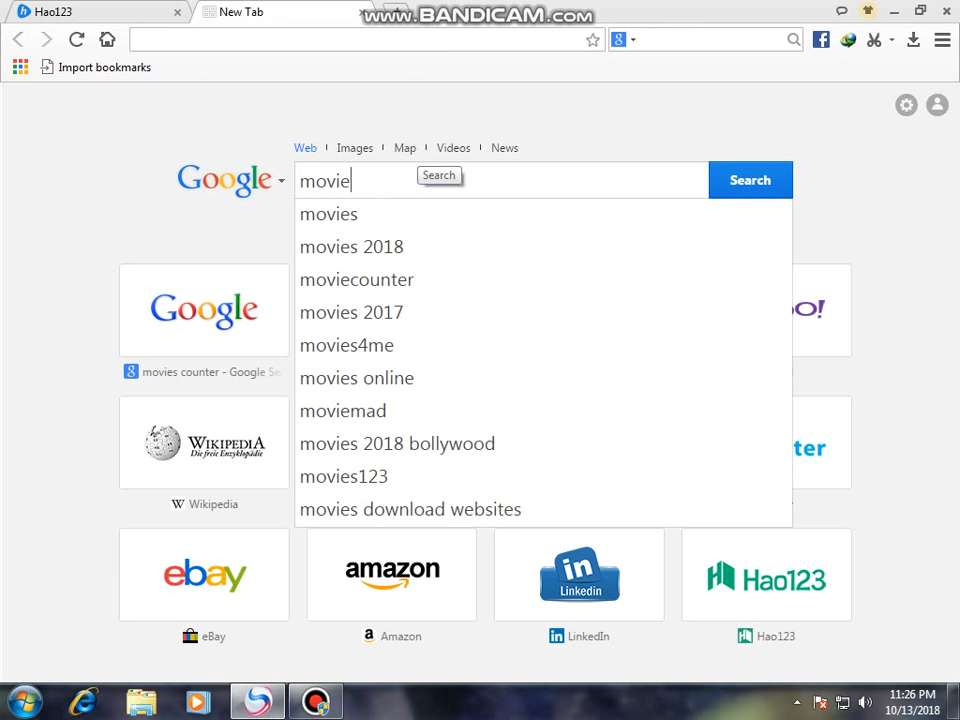 Hao123
New Tab
www.BANDICAM.com
Import bookmarks
Web
Images
Map
Videos
News
Google
movie
Search
Search
movies
movies 2018
moviecounter
movies 2017
movies4me
movies online
moviemad
movies 2018 bollywood
movies123
movies download websites
Google
OO!
movies counter - Google Se
WIKIPEDIA
Die freie Enzyklopädie
ter
Wikipedia
ebay
amazon
in
Linkedin
Hao123
eBay
Amazon
LinkedIn
Hao123
11:26 PM
10/13/2018